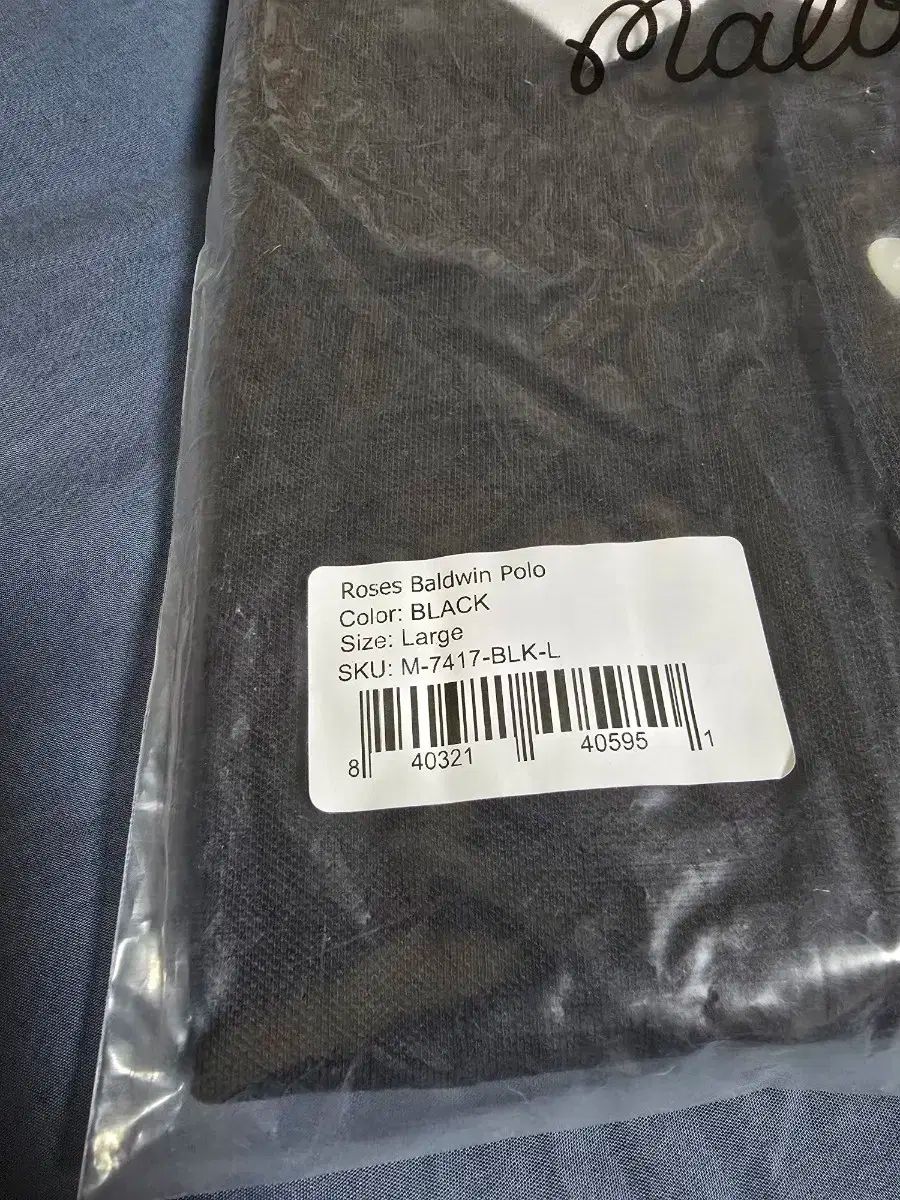 Roses Baldwin Polo
Color: BLACK
Size: Large
SKU: M-7417-BLK-L
8 40321 40595 1